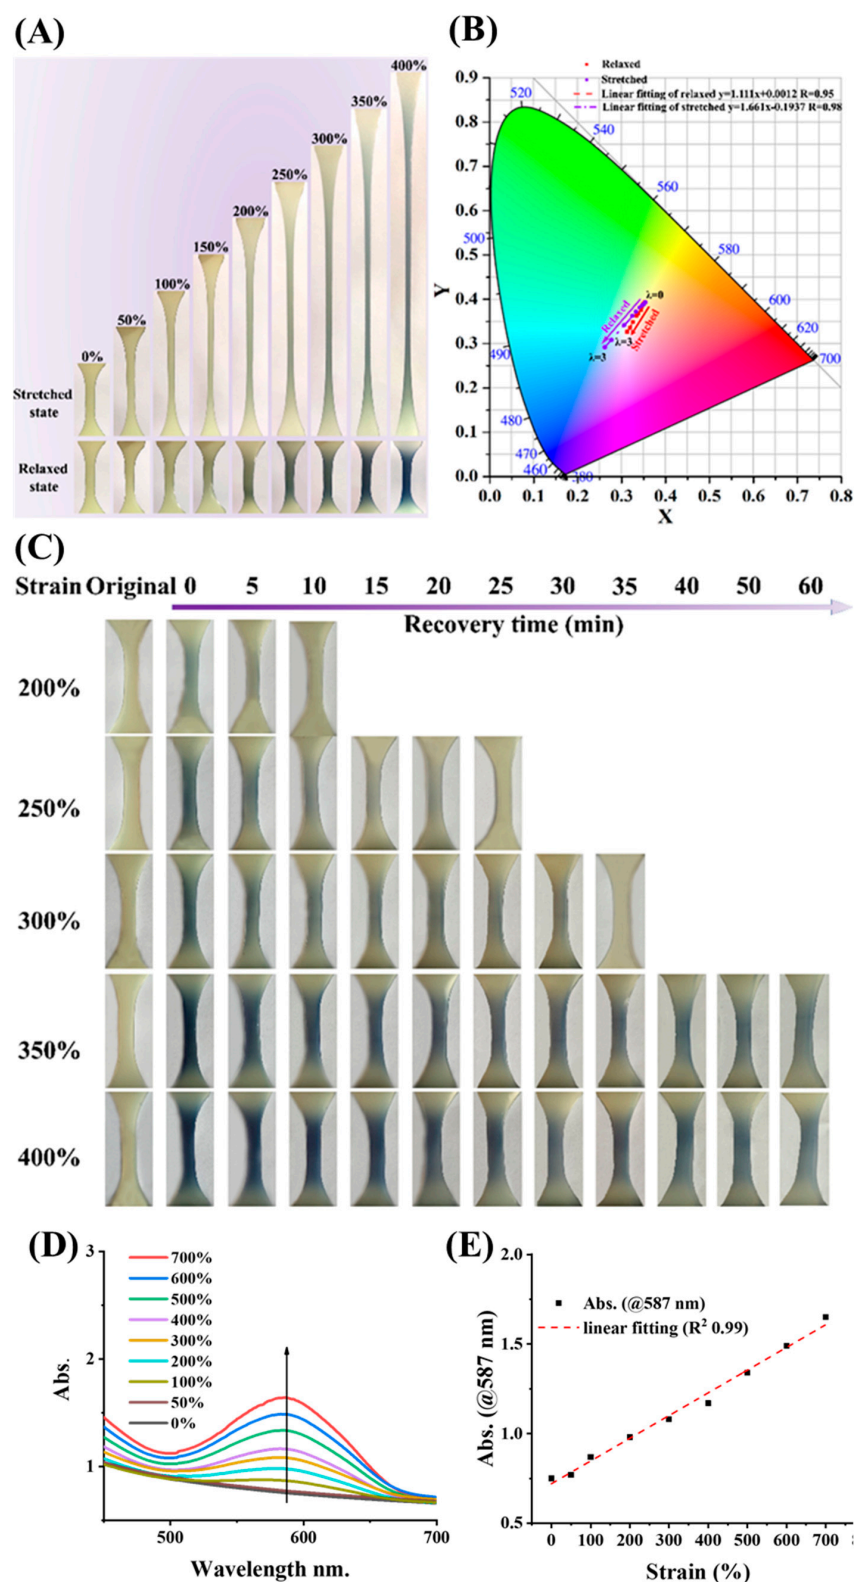 (A)
400%
350%
300%
250%
200%
150%
100%
50%
0%
Stretched
state
Relaxed
state
(B)
Relaxed
Stretched
Linear fitting of relaxed y=1.111x+0.0012 R=0.95
Linear fitting of stretched y=1.661x-0.1937 R=0.98
0.9
0.8
0.7
0.6
0.5
0.4
0.3
0.2
0.1
0.0
Y
520
540
560
580
600
620
700
500
490
480
470
460
380
λ=0
Relaxed
Stretched
λ=3
λ=3
0.0 0.1 0.2 0.3 0.4 0.5 0.6 0.7 0.8
X
(C)
Strain Original 0 5 10 15 20 25 30 35 40 50 60
Recovery time (min)
200%
250%
300%
350%
400%
(D)
3
2
1
Abs.
700%
600%
500%
400%
300%
200%
100%
50%
0%
500 600 700
Wavelength nm.
(E)
2.0
1.5
1.0
0.5
Abs. (@587 nm)
Abs. (@587 nm)
linear fitting (R² 0.99)
0 100 200 300 400 500 600 700
Strain (%)